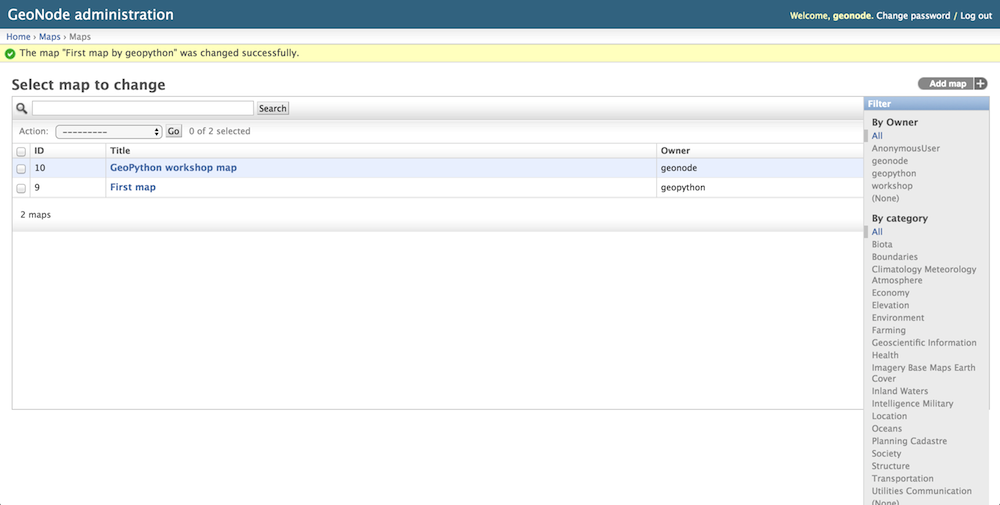 GeoNode administration
Welcome, geonode. Change password / Log out
Home › Maps › Maps
The map "First map by geopython" was changed successfully.
Select map to change
Add map +
Search
Filter
Action: --------- Go 0 of 2 selected
ID Title Owner
10 GeoPython workshop map geonode
9 First map geopython
2 maps
By Owner
All
AnonymousUser
geonode
geopython
workshop
(None)
By category
All
Biota
Boundaries
Climatology Meteorology
Atmosphere
Economy
Elevation
Environment
Farming
Geoscientific Information
Health
Imagery Base Maps Earth
Cover
Inland Waters
Intelligence Military
Location
Oceans
Planning Cadastre
Society
Structure
Transportation
Utilities Communication
(None)